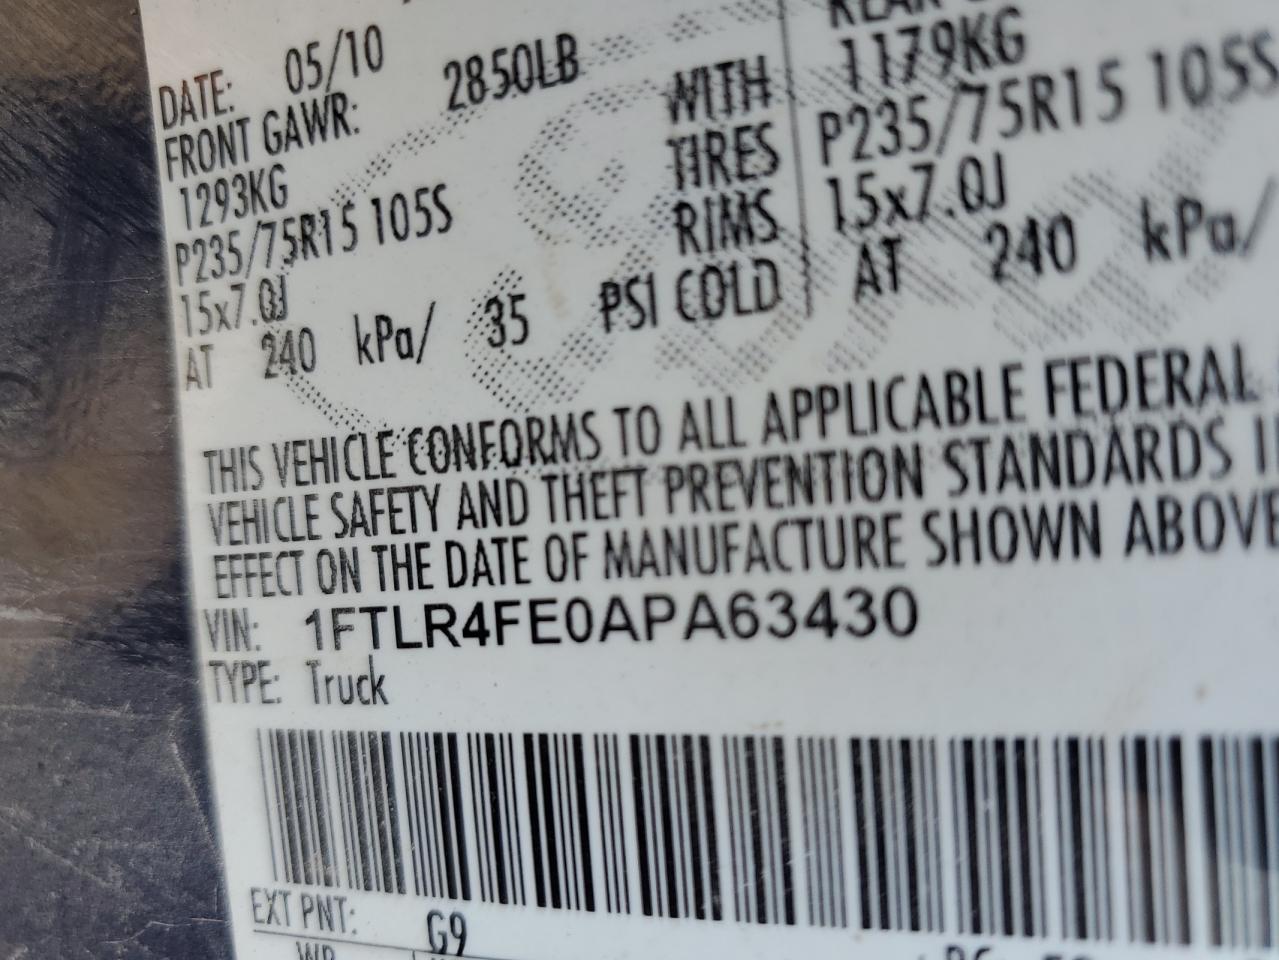 DATE: 05/10
FRONT GAWR: 2850LB
1293KG WITH 1179KG
P235/75R15 105S TIRES P235/75R15 105S
15x7.0J RIMS 15x7.0J
AT 240 kPa/ 35 PSI COLD AT 240 kPa/
THIS VEHICLE CONFORMS TO ALL APPLICABLE FEDERAL
VEHICLE SAFETY AND THEFT PREVENTION STANDARDS
EFFECT ON THE DATE OF MANUFACTURE SHOWN ABOVE
VIN: 1FTLR4FE0APA63430
TYPE: Truck
EXT PNT: G9